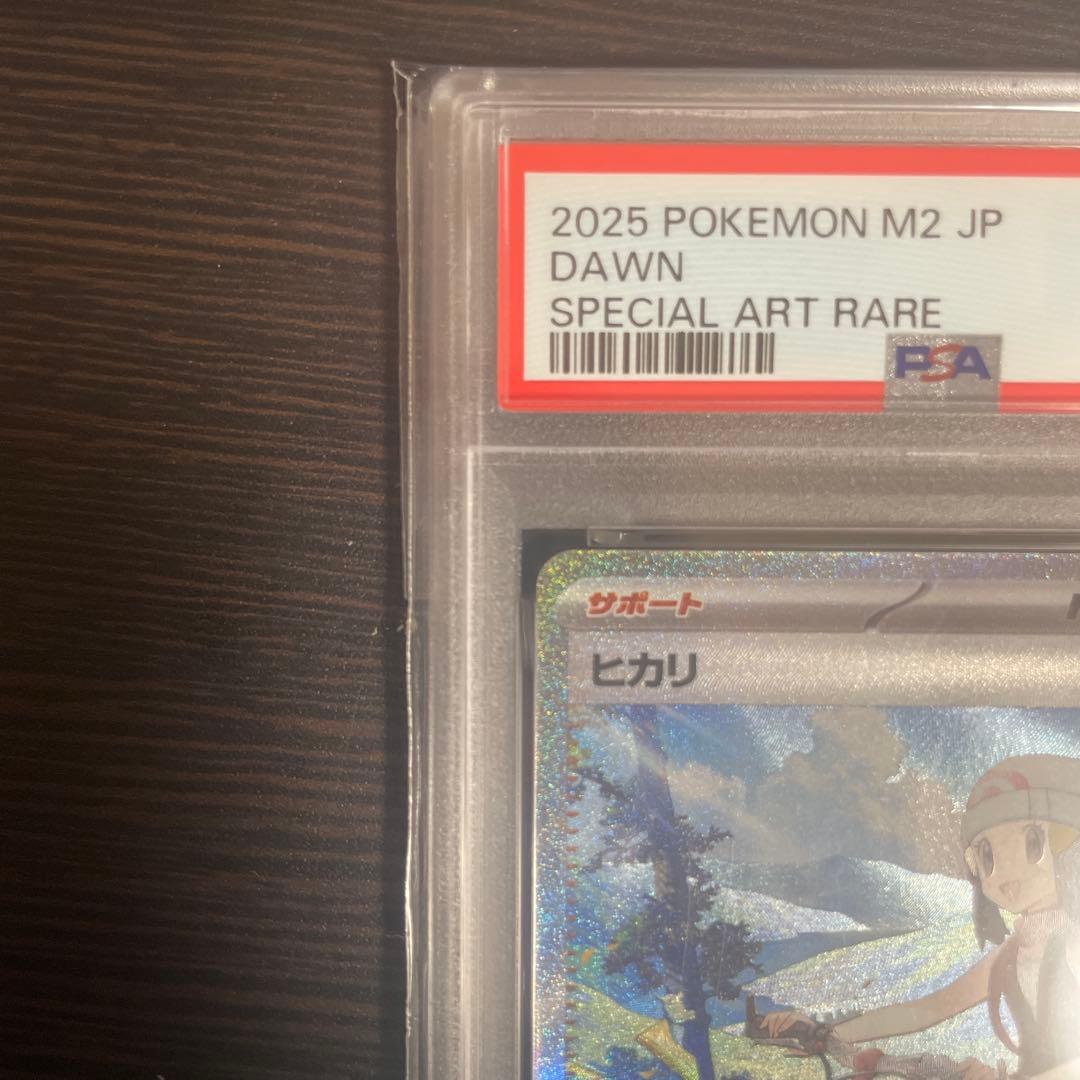 2025 POKEMON M2 JP
DAWN
SPECIAL ART RARE
PSA
サポート
ヒカリ